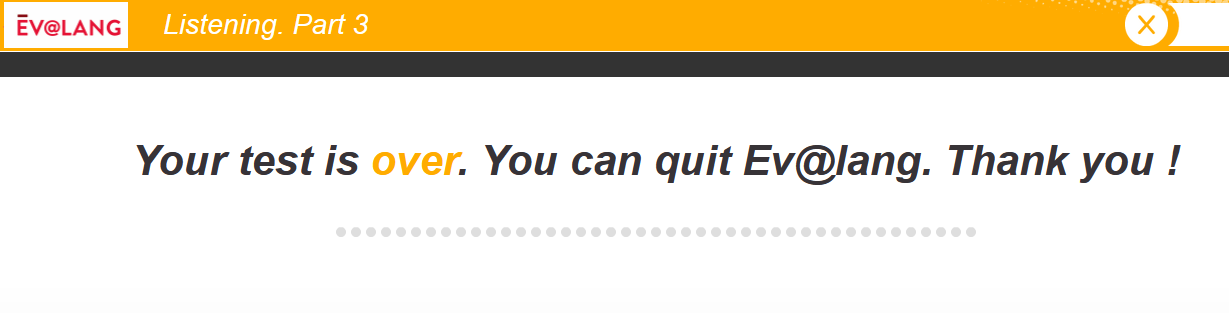 ĒV@LANG
Listening. Part 3
X
Your test is over. You can quit Ev@lang. Thank you !